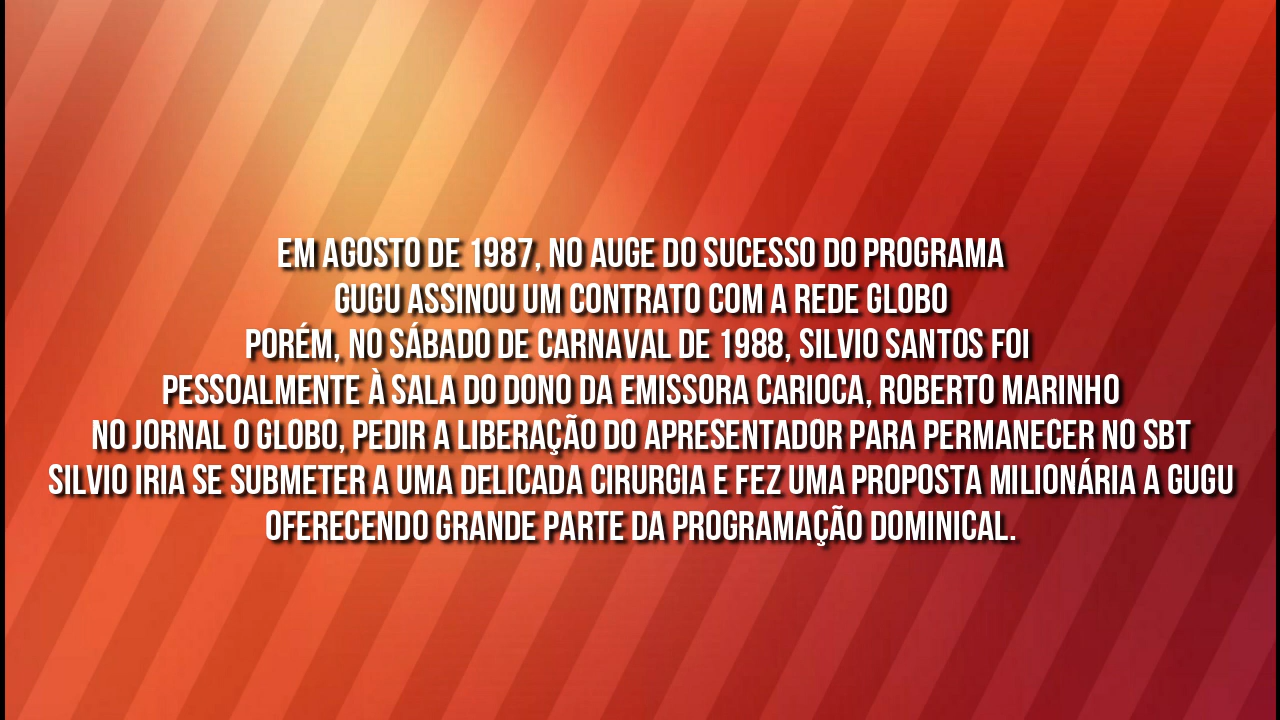 EM AGOSTO DE 1987, NO AUGE DO SUCESSO DO PROGRAMA
GUGU ASSINOU UM CONTRATO COM A REDE GLOBO
PORÉM, NO SÁBADO DE CARNAVAL DE 1988, SILVIO SANTOS FOI
PESSOALMENTE À SALA DO DONO DA EMISSORA CARIOCA, ROBERTO MARINHO
NO JORNAL O GLOBO, PEDIR A LIBERAÇÃO DO APRESENTADOR PARA PERMANECER NO SBT
SILVIO IRIA SE SUBMETER A UMA DELICADA CIRURGIA E FEZ UMA PROPOSTA MILIONÁRIA A GUGU
OFERECENDO GRANDE PARTE DA PROGRAMAÇÃO DOMINICAL.